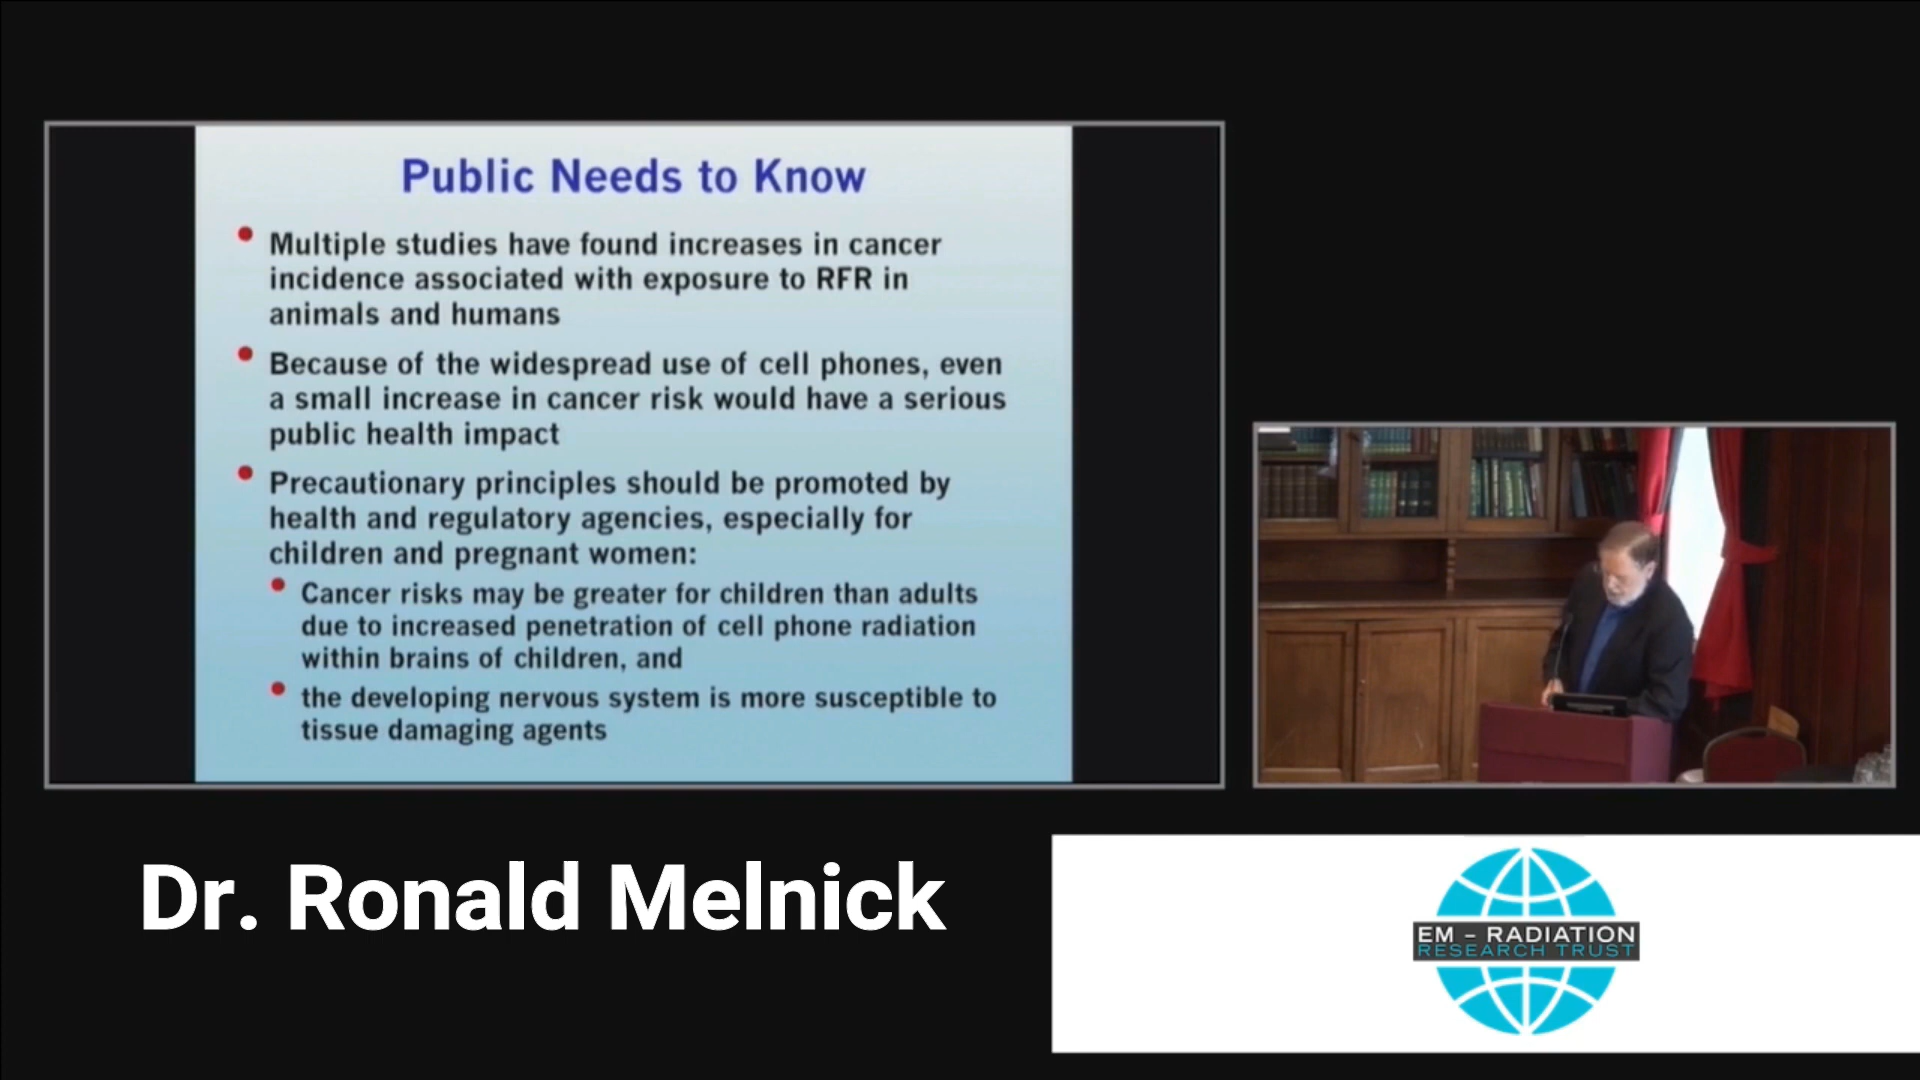 Public Needs to Know
• Multiple studies have found increases in cancer
incidence associated with exposure to RFR in
animals and humans
• Because of the widespread use of cell phones, even
a small increase in cancer risk would have a serious
public health impact
• Precautionary principles should be promoted by
health and regulatory agencies, especially for
children and pregnant women:
• Cancer risks may be greater for children than adults
due to increased penetration of cell phone radiation
within brains of children, and
• the developing nervous system is more susceptible to
tissue damaging agents
Dr. Ronald Melnick
EM – RADIATION
RESEARCH TRUST